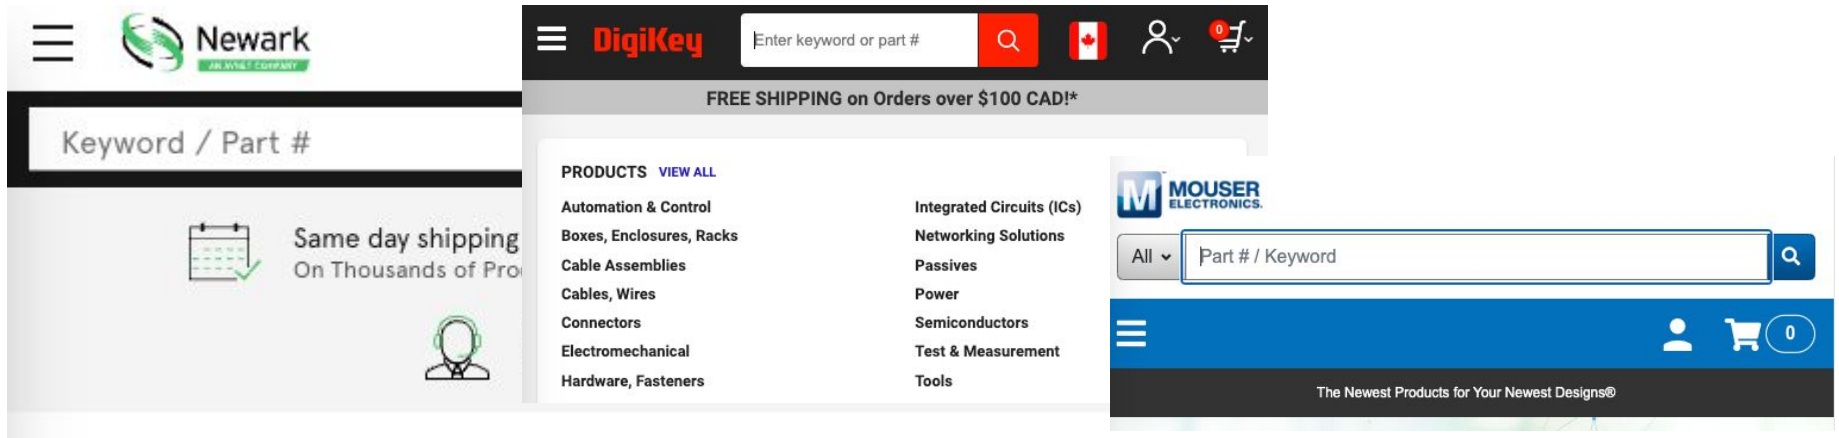 Newark
AN AVNET COMPANY
Keyword / Part #
Same day shipping
On Thousands of Pro
DigiKey
Enter keyword or part #
0
FREE SHIPPING on Orders over $100 CAD!*
PRODUCTS VIEW ALL
Automation & Control
Boxes, Enclosures, Racks
Cable Assemblies
Cables, Wires
Connectors
Electromechanical
Hardware, Fasteners
Integrated Circuits (ICs)
Networking Solutions
Passives
Power
Semiconductors
Test & Measurement
Tools
M MOUSER
ELECTRONICS.
All Part # / Keyword
0
The Newest Products for Your Newest Designs®